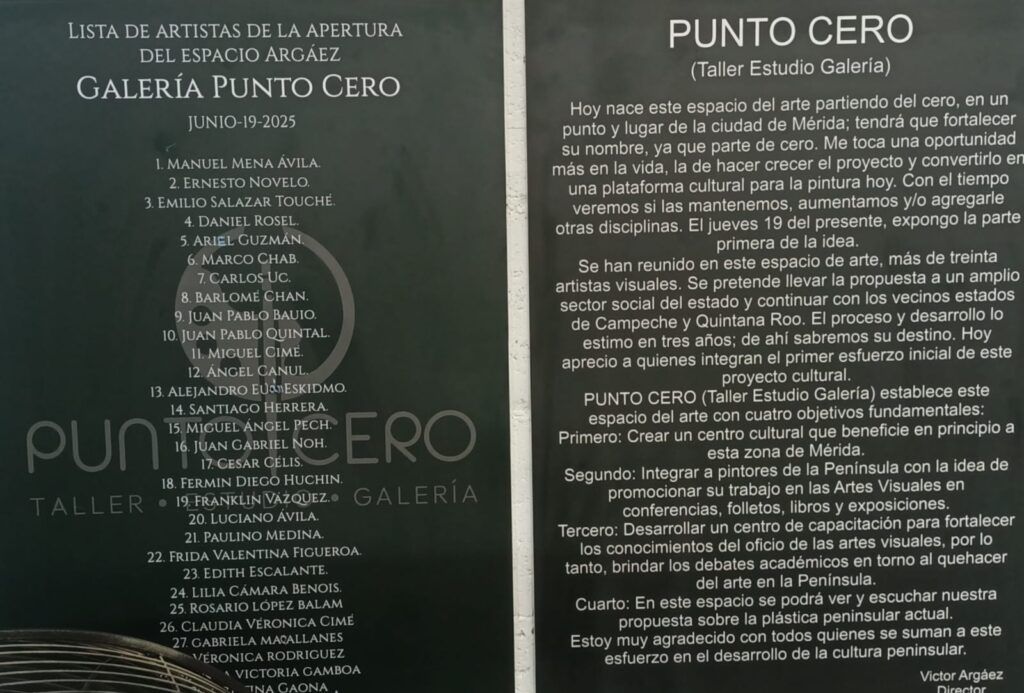 LISTA DE ARTISTAS DE LA APERTURA
DEL ESPACIO ARGÁEZ
GALERÍA PUNTO CERO
JUNIO-19-2025
1. MANUEL MENA ÁVILA.
2. ERNESTO NOVELO.
3. EMILIO SALAZAR TOUCHÉ.
4. DANIEL ROSEL.
5. ARIEL GUZMÁN.
6. MARCO CHAB.
7. CARLOS UC.
8. BARLOMÉ CHAN.
9. JUAN PABLO BAUIO.
10. JUAN PABLO QUINTAL.
11. MIGUEL CIMÉ.
12. ÁNGEL CANUL.
13. ALEJANDRO ESKIDMO.
14. SANTIAGO HERRERA.
15. MIGUEL ÁNGEL PECH.
16. JUAN GABRIEL NOH.
17. CESAR CELIS.
18. FERMIN DIEGO HUCHIN.
19. FRANKLIN VAZQUEZ.
20. LUCIANO ÁVILA.
21. PAULINO MEDINA.
22. FRIDA VALENTINA FIGUEROA.
23. EDITH ESCALANTE.
24. LILIA CÁMARA BENOIS.
25. ROSARIO LÓPEZ BALAM
26. CLAUDIA VÉRONICA CIMÉ
27. GABRIELA MAGALLANES
VÉRONICA RODRIGUEZ
VICTORIA GAMBOA
GAONA
PUNTO CERO
TALLER • ESTUDIO • GALERÍA
PUNTO CERO
(Taller Estudio Galería)
Hoy nace este espacio del arte partiendo del cero, en un
punto y lugar de la ciudad de Mérida; tendrá que fortalecer
su nombre, ya que parte de cero. Me toca una oportunidad
más en la vida, la de hacer crecer el proyecto y convertirlo en
una plataforma cultural para la pintura hoy. Con el tiempo
veremos si las mantenemos, aumentamos y/o agregarle
otras disciplinas. El jueves 19 del presente, expongo la parte
primera de la idea.
Se han reunido en este espacio de arte, más de treinta
artistas visuales. Se pretende llevar la propuesta a un amplio
sector social del estado y continuar con los vecinos estados
de Campeche y Quintana Roo. El proceso y desarrollo lo
estimo en tres años; de ahí sabremos su destino. Hoy
aprecio a quienes integran el primer esfuerzo inicial de este
proyecto cultural.
PUNTO CERO (Taller Estudio Galería) establece este
espacio del arte con cuatro objetivos fundamentales:
Primero: Crear un centro cultural que beneficie en principio a
esta zona de Mérida.
Segundo: Integrar a pintores de la Península con la idea de
promocionar su trabajo en las Artes Visuales en
conferencias, folletos, libros y exposiciones.
Tercero: Desarrollar un centro de capacitación para fortalecer
los conocimientos del oficio de las artes visuales, por lo
tanto, brindar los debates académicos en torno al quehacer
del arte en la Península.
Cuarto: En este espacio se podrá ver y escuchar nuestra
propuesta sobre la plástica peninsular actual.
Estoy muy agradecido con todos quienes se suman a este
esfuerzo en el desarrollo de la cultura peninsular.
Victor Argáez
Director